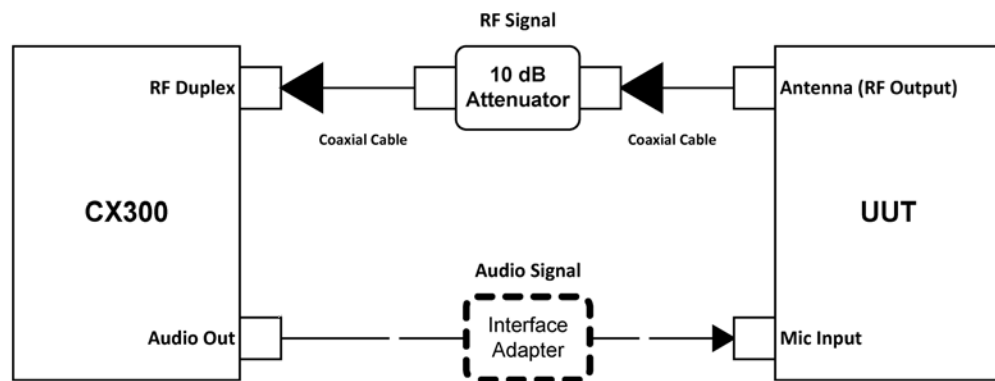 RF Signal
RF Duplex
10 dB
Attenuator
Antenna (RF Output)
Coaxial Cable
Coaxial Cable
CX300
UUT
Audio Signal
Audio Out
Interface
Adapter
Mic Input